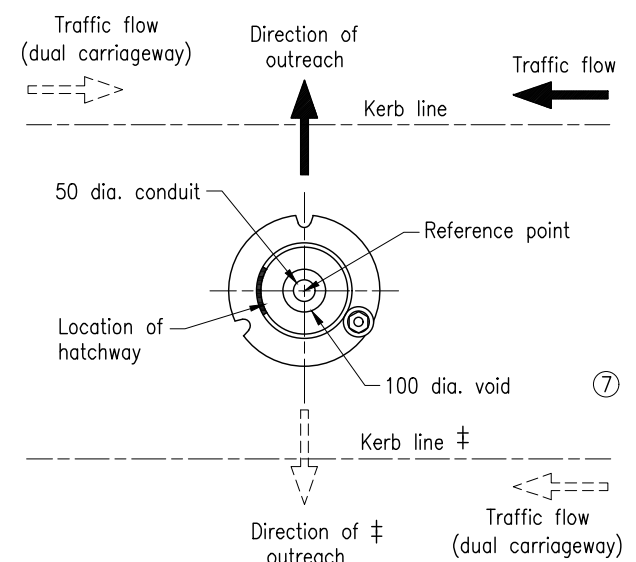 Traffic flow
(dual carriageway)
Direction of
outreach
Traffic flow
Kerb line
50 dia. conduit
Reference point
Location of
hatchway
100 dia. void
7
Kerb line ‡
Direction of ‡
outreach
Traffic flow
(dual carriageway)